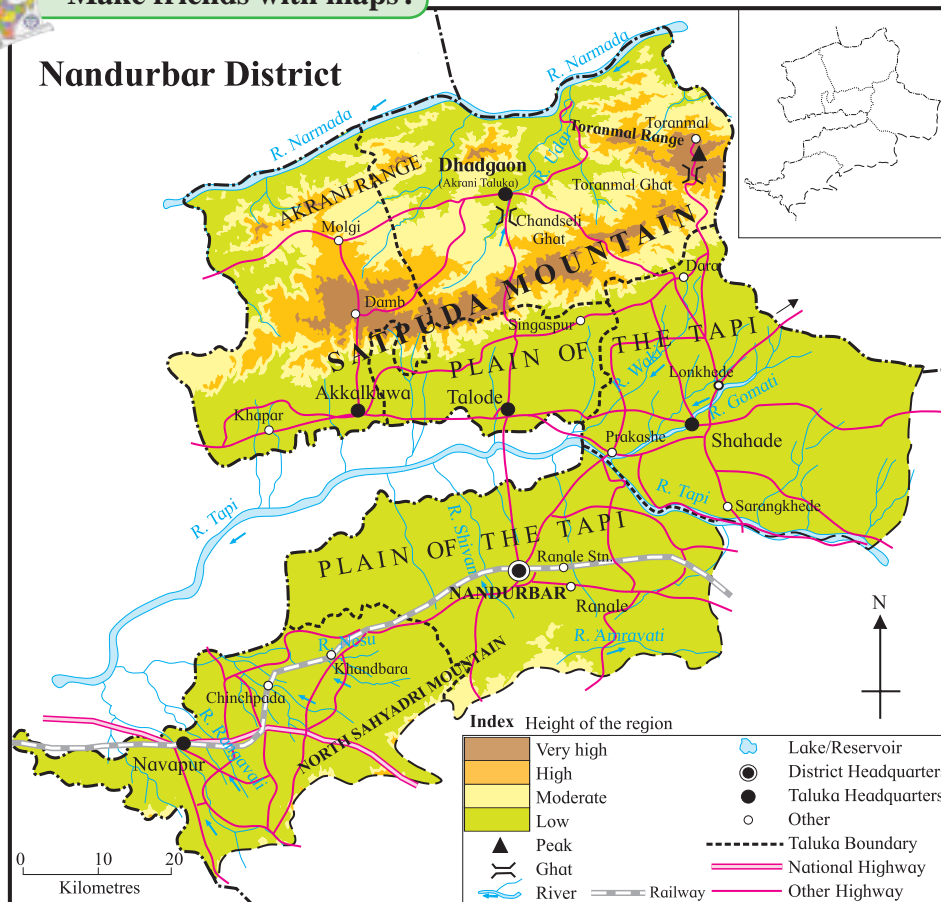 Make friends with maps!
Nandurbar District
R. Narmada
R. Narmada
Toranmal
Toranmal Range
R. Udai
Dhadgaon
(Akrani Taluka)
AKRANI RANGE
Toranmal Ghat
Chandseli
Ghat
Molgi
SATPUDA MOUNTAIN
Dara
Damb
Singaspur
PLAIN OF THE TAPI
R. Waki
Lonkhede
R. Gomati
Akkalkuwa
Talode
Khapar
Prakashe
Shahade
R. Tapi
R. Tapi
Sarangkhede
R. Shivan
PLAIN OF THE TAPI
Ranale Stn.
NANDURBAR
Ranale
R. Nesu
R. Amravati
Khandbara
Chinchpada
NORTH SAHYADRI MOUNTAIN
R. Rangavali
Navapur
N
Index Height of the region
Very high
High
Moderate
Low
Peak
Ghat
River
Railway
Lake/Reservoir
District Headquarter
Taluka Headquarters
Other
Taluka Boundary
National Highway
Other Highway
0 10 20
Kilometres